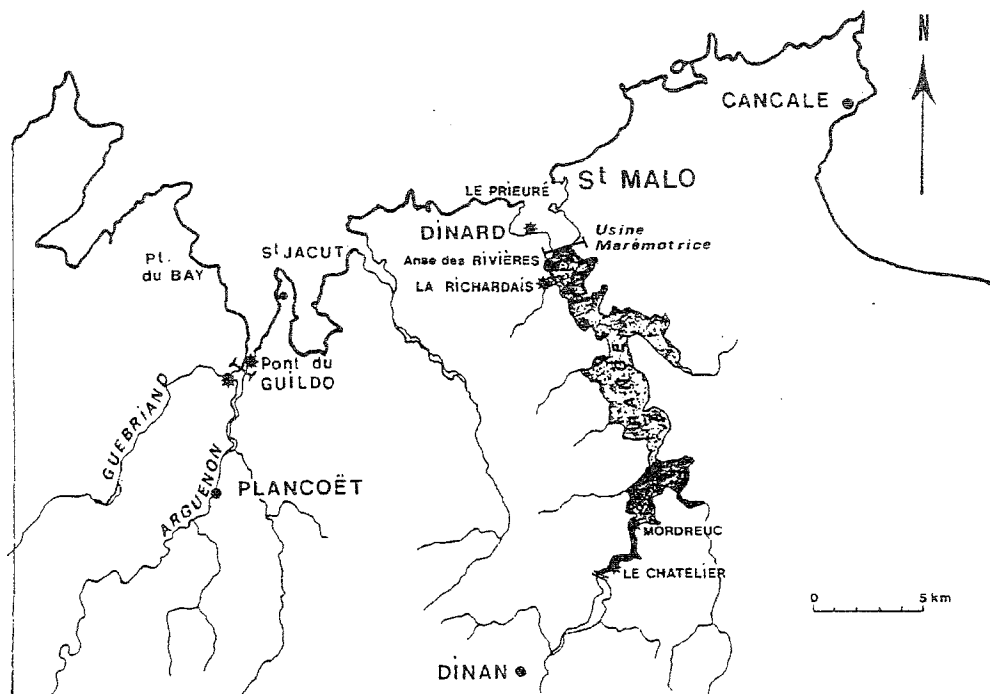 N
CANCALE
St MALO
LE PRIEURÉ
DINARD
Usine
Marémotrice
St JACUT
Pt.
du BAY
Anse des RIVIÈRES
LA RICHARDAIS
Pont du
GUILDO
GUEBRIAND
ARGUENON
PLANCOËT
MORDREUC
LE CHATELIER
0 5 km
DINAN